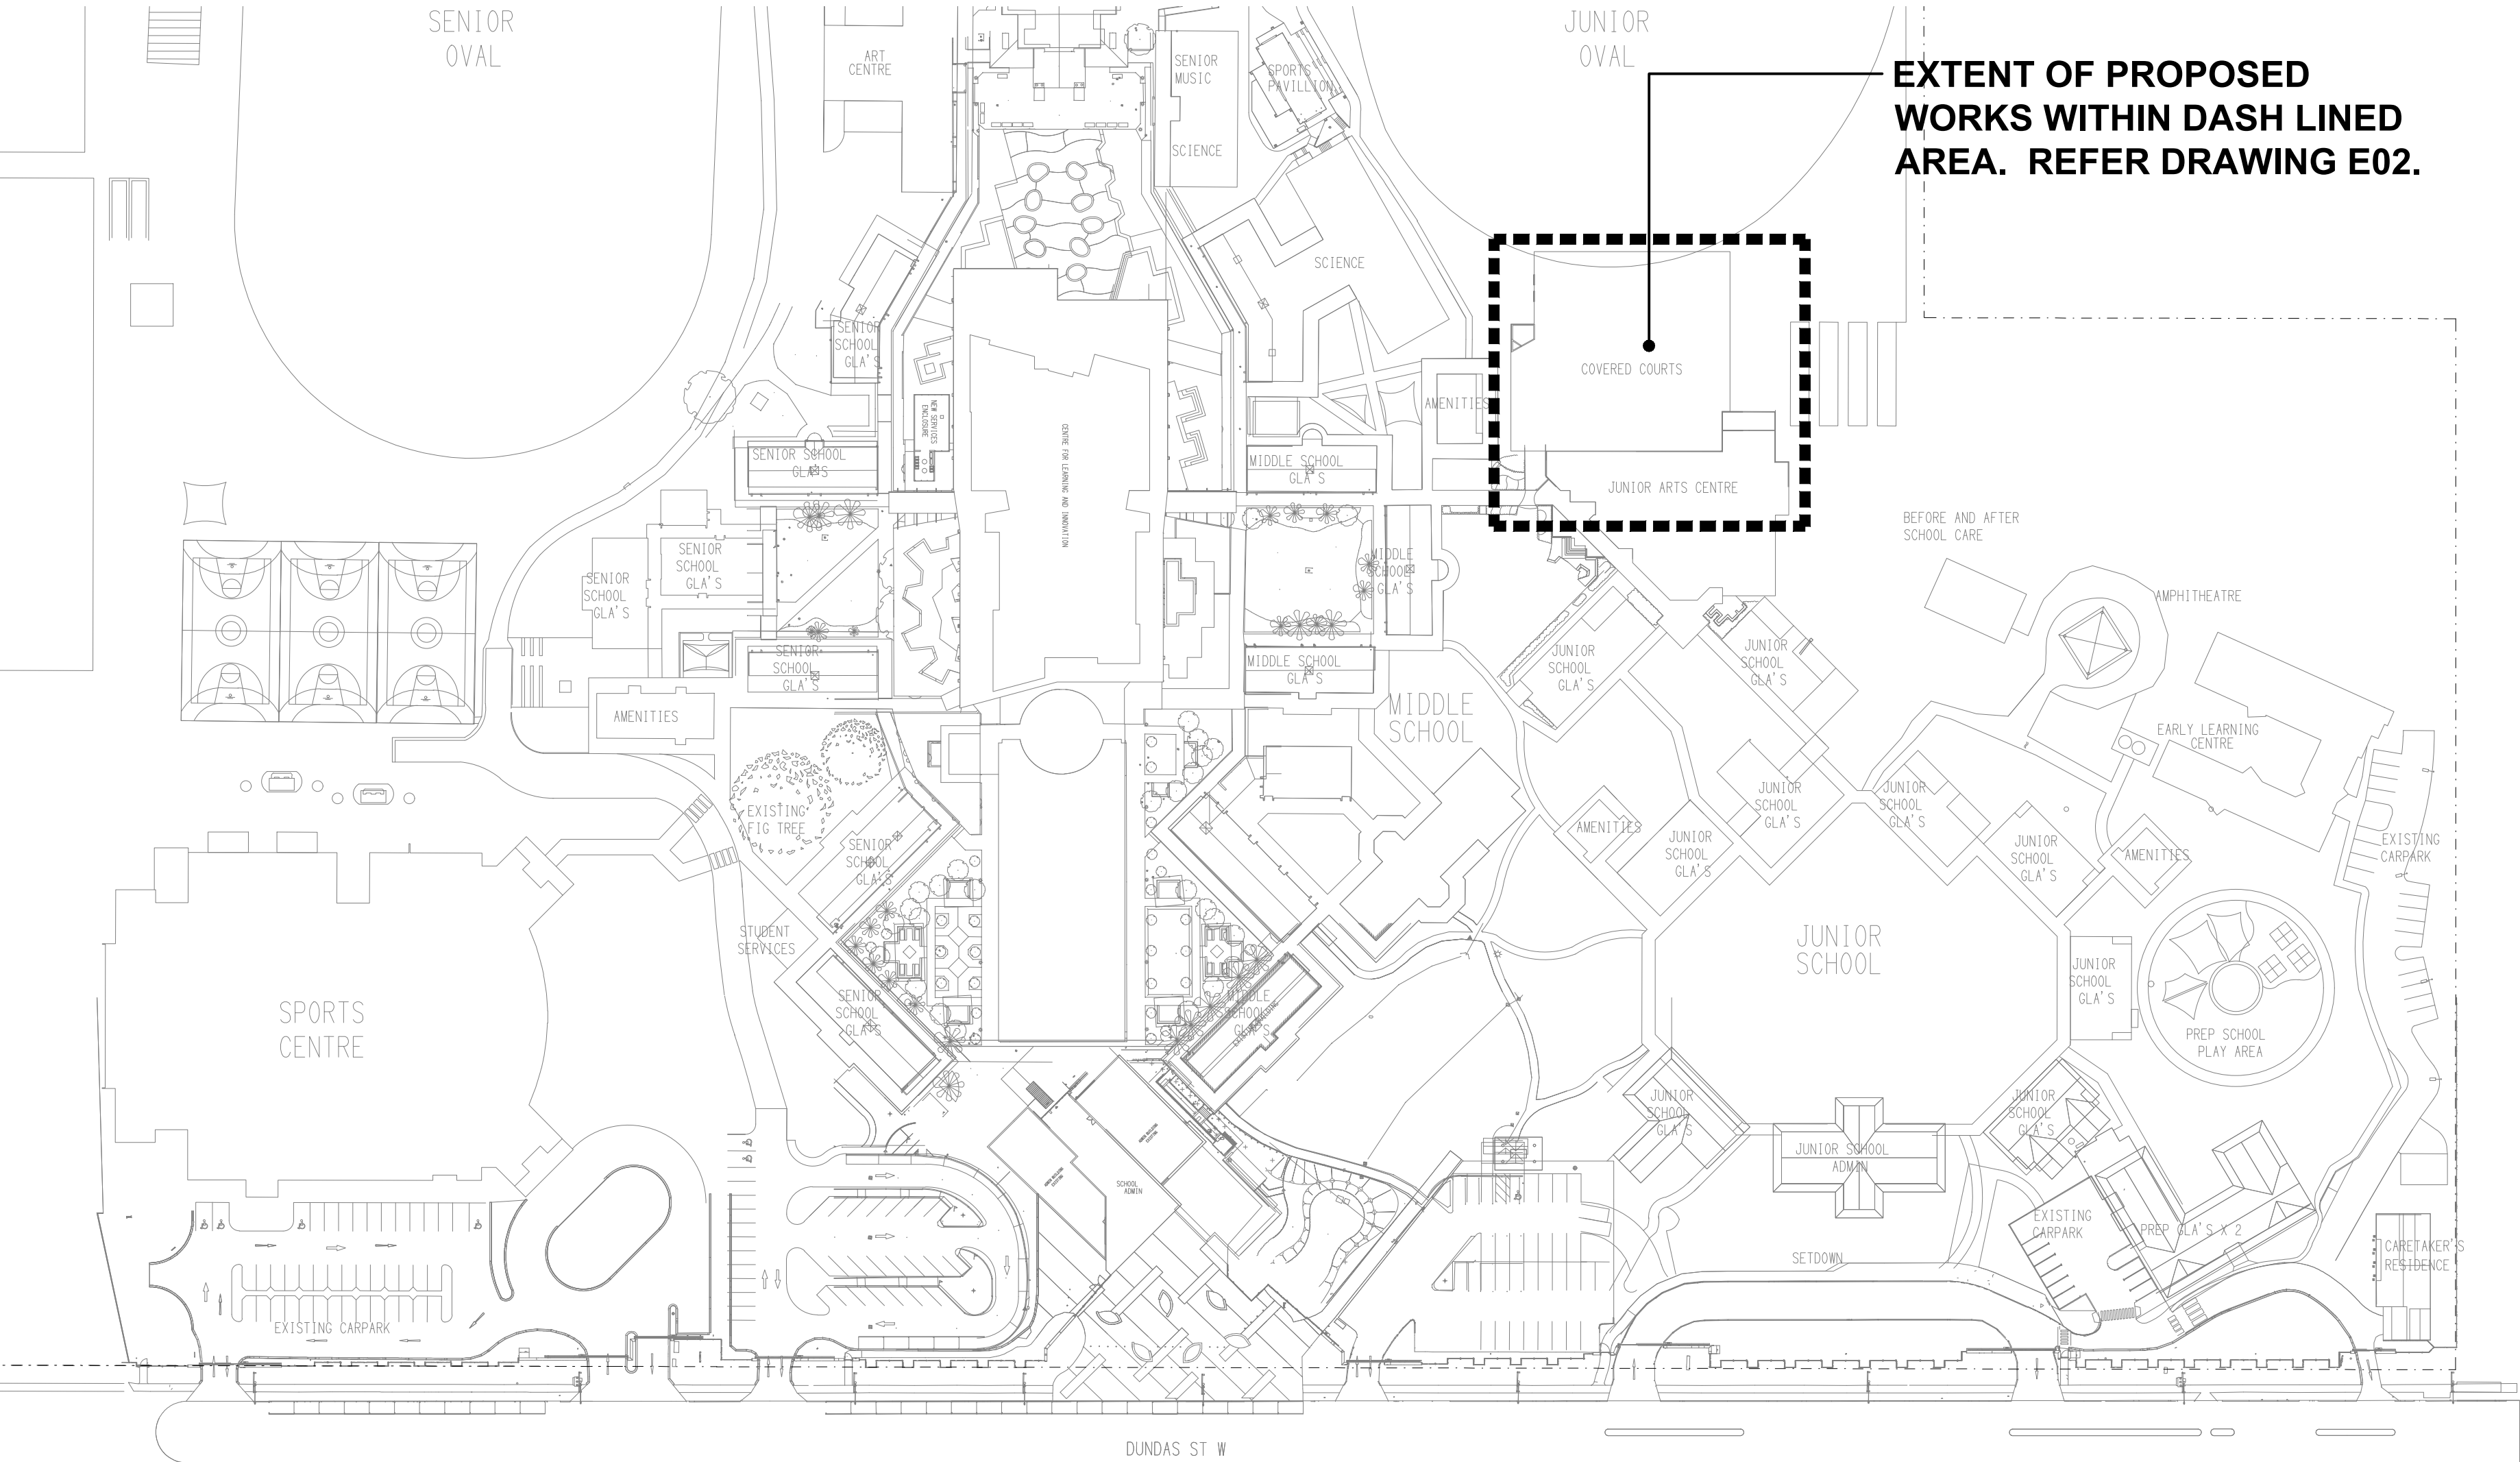 SENIOR
OVAL
ART
CENTRE
SENIOR
MUSIC
SCIENCE
SPORTS
PAVILLION
JUNIOR
OVAL
EXTENT OF PROPOSED
WORKS WITHIN DASH LINED
AREA. REFER DRAWING E02.
SCIENCE
SENIOR
SCHOOL
GLA'S
COVERED COURTS
AMENITIES
NEW SERVICES
ENCLOSURE
CENTRE FOR LEARNING AND INNOVATION
SENIOR SCHOOL
GLA'S
MIDDLE SCHOOL
GLA'S
JUNIOR ARTS CENTRE
BEFORE AND AFTER
SCHOOL CARE
SENIOR
SCHOOL
GLA'S
SENIOR
SCHOOL
GLA'S
MIDDLE
SCHOOL
GLA'S
AMPHITHEATRE
SENIOR
SCHOOL
GLA'S
MIDDLE SCHOOL
GLA'S
JUNIOR
SCHOOL
GLA'S
JUNIOR
SCHOOL
GLA'S
AMENITIES
MIDDLE
SCHOOL
EARLY LEARNING
CENTRE
EXISTING
FIG TREE
JUNIOR
SCHOOL
GLA'S
JUNIOR
SCHOOL
GLA'S
AMENITIES
JUNIOR
SCHOOL
GLA'S
JUNIOR
SCHOOL
GLA'S
AMENITIES
EXISTING
CARPARK
SENIOR
SCHOOL
GLA'S
STUDENT
SERVICES
JUNIOR
SCHOOL
JUNIOR
SCHOOL
GLA'S
SPORTS
CENTRE
SENIOR
SCHOOL
GLA'S
MIDDLE
SCHOOL
GLA'S
PREP SCHOOL
PLAY AREA
JUNIOR
SCHOOL
GLA'S
JUNIOR
SCHOOL
GLA'S
JUNIOR SCHOOL
ADMIN
SCHOOL
ADMIN
EXISTING
CARPARK
PREP GLA'S X 2
SETDOWN
CARETAKER'S
RESIDENCE
EXISTING CARPARK
DUNDAS ST W